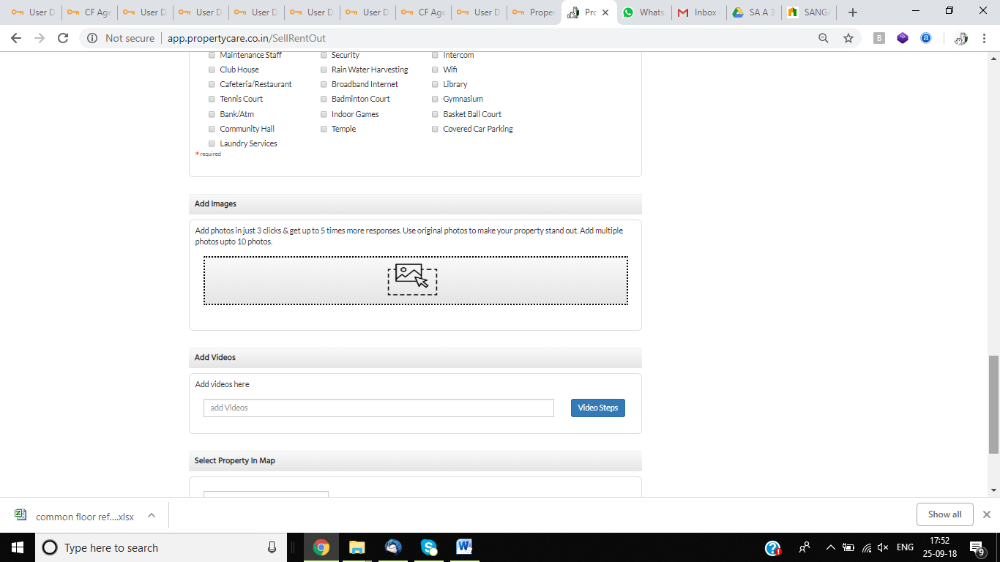 User D
CF Age
User D
User D
User D
User D
User D
CF Age
User D
Proper
Pro
Whats
Inbox
SA A 3
SANGA
Not secure app.propertycare.co.in/SellRentOut
B
a
Maintenance Staff Security Intercom
Club House Rain Water Harvesting Wifi
Cafeteria/Restaurant Broadband Internet Library
Tennis Court Badminton Court Gymnasium
Bank/Atm Indoor Games Basket Ball Court
Community Hall Temple Covered Car Parking
Laundry Services
* required
Add Images
Add photos in just 3 clicks & get up to 5 times more responses. Use original photos to make your property stand out. Add multiple
photos upto 10 photos.
Add Videos
Add videos here
add Videos Video Steps
Select Property In Map
common floor ref....xlsx Show all
Type here to search
ENG
17:52
25-09-18
9